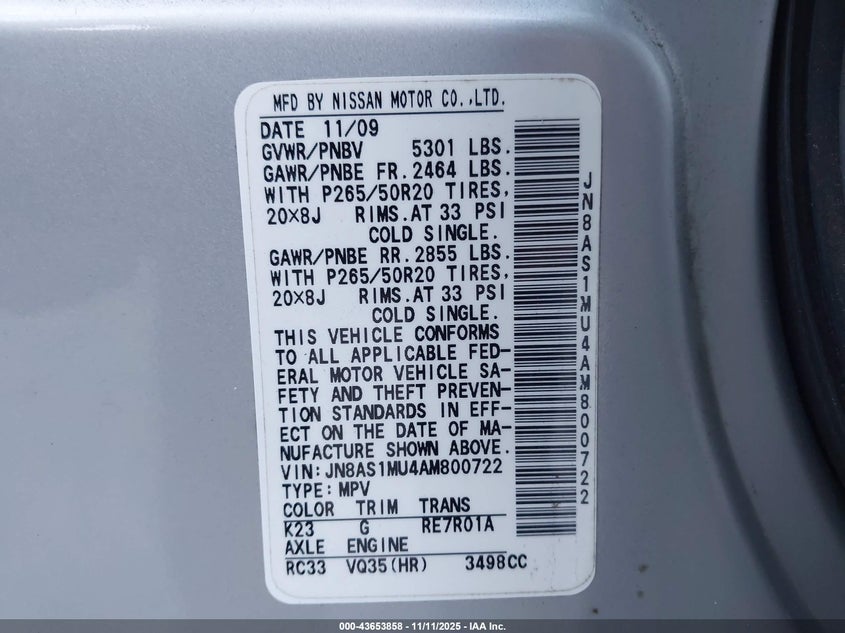 MFD BY NISSAN MOTOR CO.,LTD.
DATE 11/09
GVWR/PNBV 5301 LBS.
GAWR/PNBE FR.2464 LBS.
WITH P265/50R20 TIRES,
20×8J RIMS.AT 33 PSI
COLD SINGLE.
GAWR/PNBE RR.2855 LBS.
WITH P265/50R20 TIRES,
20×8J RIMS.AT 33 PSI
COLD SINGLE.
THIS VEHICLE CONFORMS
TO ALL APPLICABLE FED-
ERAL MOTOR VEHICLE SA-
FETY AND THEFT PREVEN-
TION STANDARDS IN EFF-
ECT ON THE DATE OF MA-
NUFACTURE SHOWN ABOVE.
VIN:JN8AS1MU4AM800722
TYPE:MPV
COLOR TRIM TRANS
K23 G RE7R01A
AXLE ENGINE
RC33 VQ35(HR) 3498CC
JN8AS1MU4AM800722
000-43653858 - 11/11/2025 - IAA Inc.